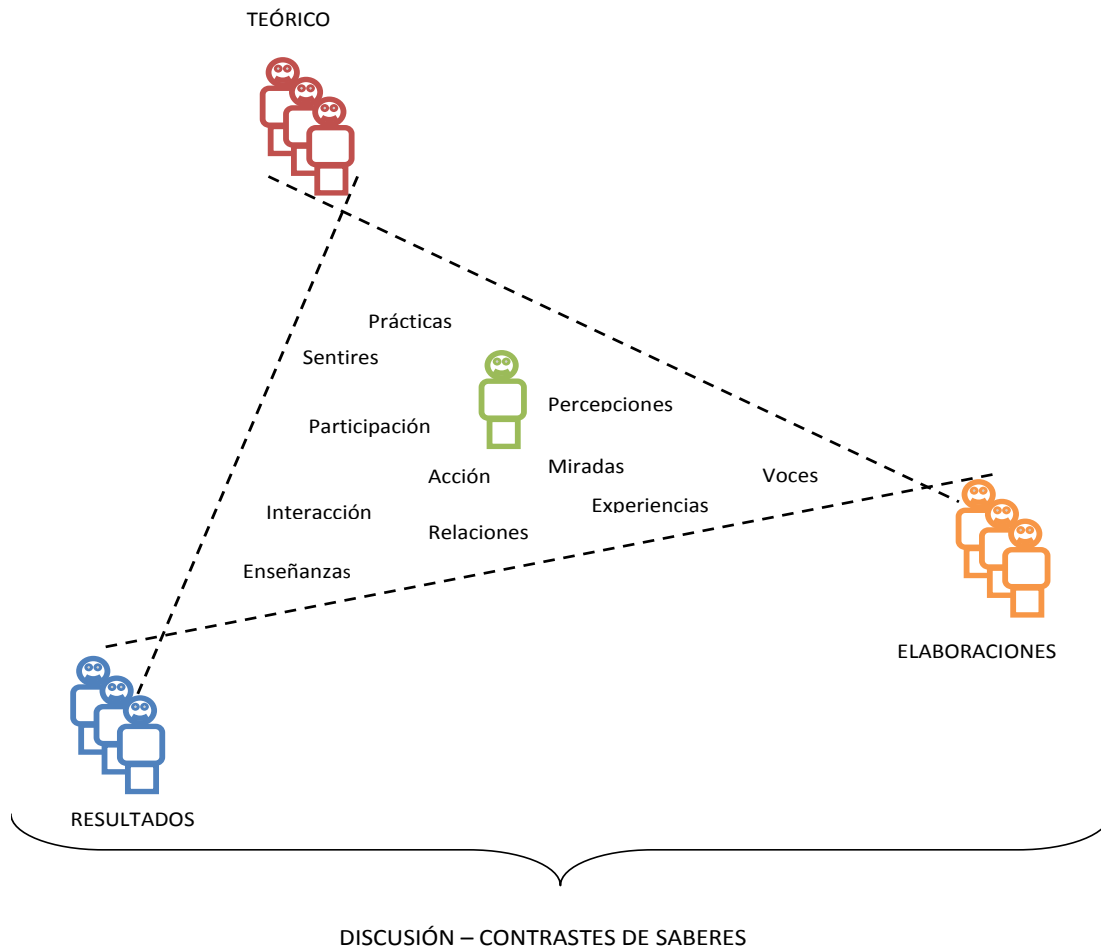 TEÓRICO
Prácticas
Sentires
Percepciones
Participación
Miradas
Acción
Voces
Experiencias
Interacción
Relaciones
Enseñanzas
ELABORACIONES
RESULTADOS
DISCUSIÓN – CONTRASTES DE SABERES